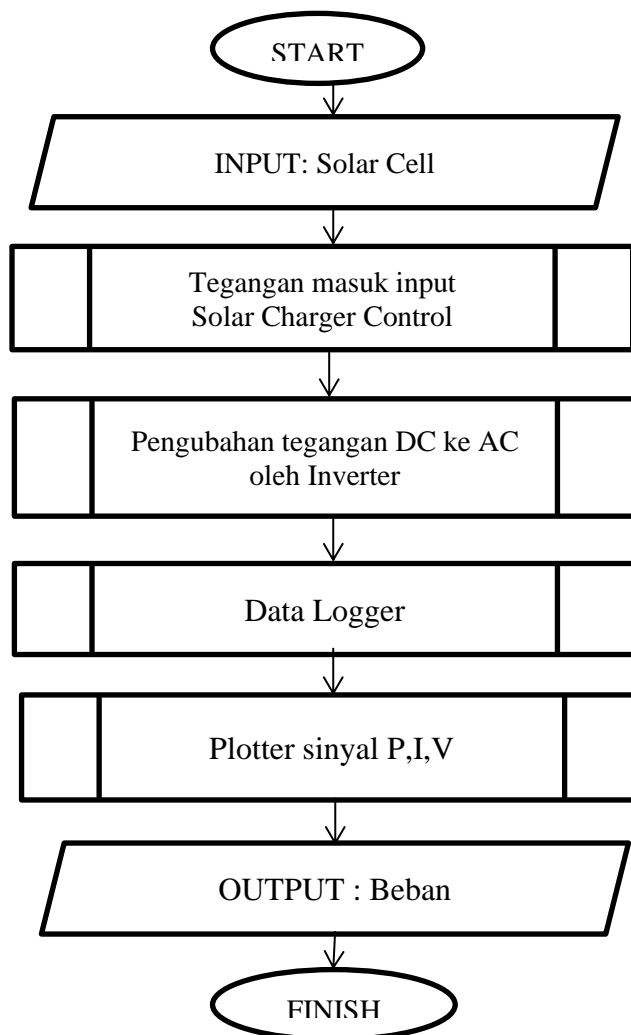 START
INPUT: Solar Cell
Tegangan masuk input
Solar Charger Control
Pengubahan tegangan DC ke AC
oleh Inverter
Data Logger
Plotter sinyal P,I,V
OUTPUT : Beban
FINISH